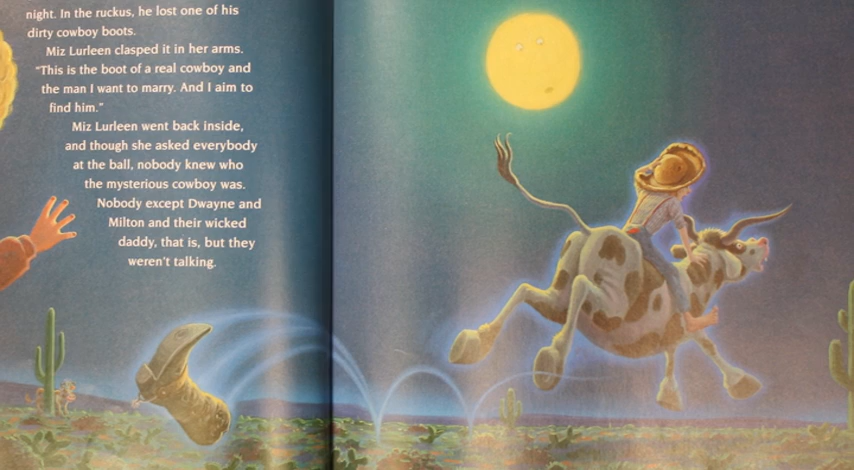 night. In the ruckus, he lost one of his
dirty cowboy boots.
Miz Lurleen clasped it in her arms.
"This is the boot of a real cowboy and
the man I want to marry. And I aim to
find him."
Miz Lurleen went back inside,
and though she asked everybody
at the ball, nobody knew who
the mysterious cowboy was.
Nobody except Dwayne and
Milton and their wicked
daddy, that is, but they
weren't talking.